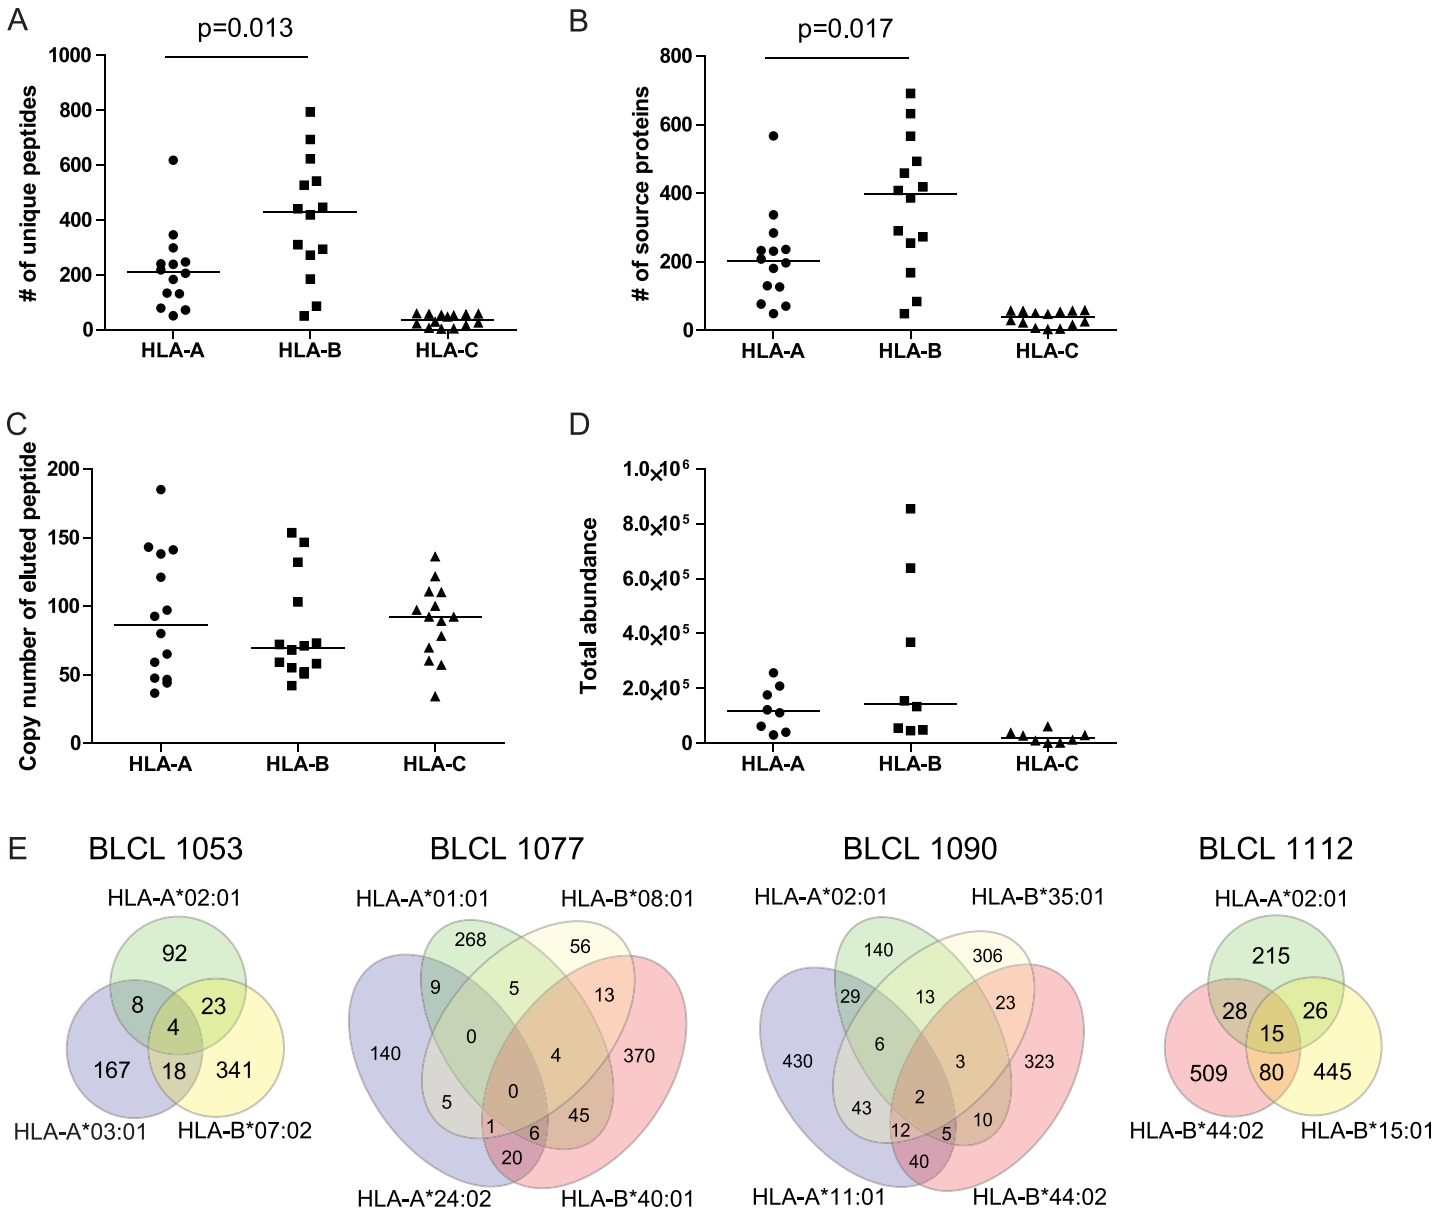 A
p=0.013
# of unique peptides
1000
800
600
400
200
0
HLA-A
HLA-B
HLA-C
B
p=0.017
# of source proteins
800
600
400
200
0
HLA-A
HLA-B
HLA-C
C
Copy number of eluted peptide
200
150
100
50
0
HLA-A
HLA-B
HLA-C
D
Total abundance
1.0×10⁶
8.0×10⁵
6.0×10⁵
4.0×10⁵
2.0×10⁵
0
HLA-A
HLA-B
HLA-C
E
BLCL 1053
HLA-A*02:01
92
8
23
4
167
18
341
HLA-A*03:01
HLA-B*07:02
BLCL 1077
HLA-A*01:01
HLA-B*08:01
268
56
9
5
13
0
140
4
370
0
5
45
1
6
20
HLA-A*24:02
HLA-B*40:01
BLCL 1090
HLA-A*02:01
HLA-B*35:01
140
306
29
13
23
6
430
3
323
2
43
10
12
5
40
HLA-A*11:01
HLA-B*44:02
BLCL 1112
HLA-A*02:01
215
28
26
15
509
80
445
HLA-B*44:02
HLA-B*15:01